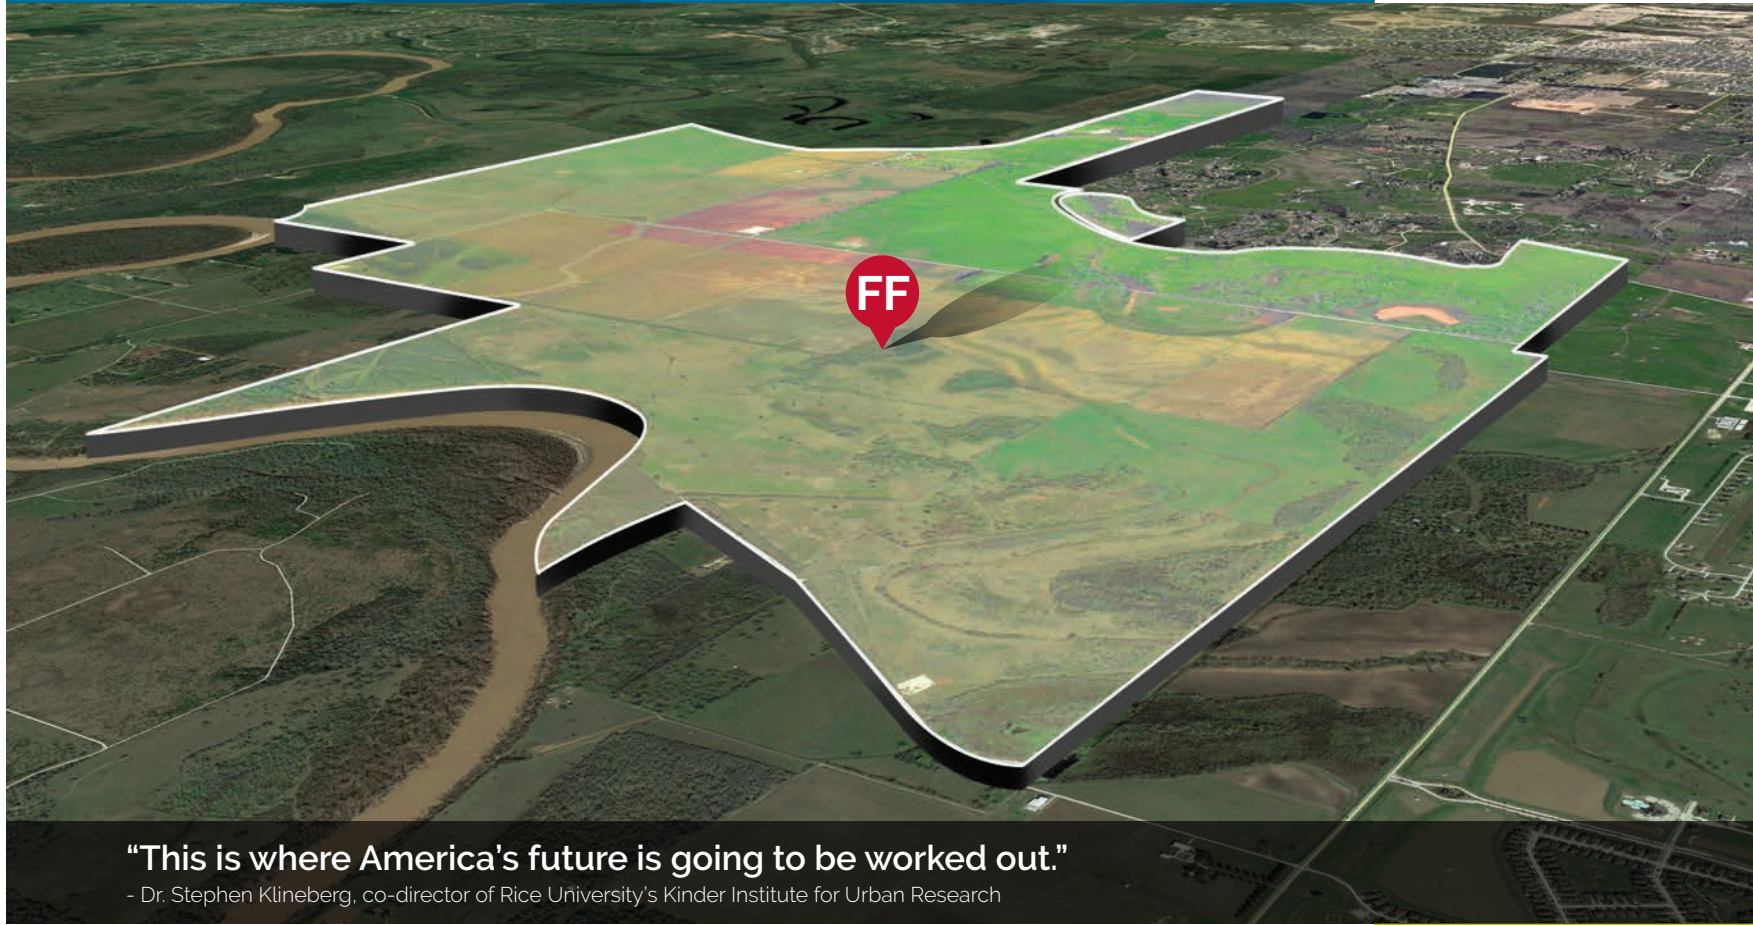 FF
“This is where America’s future is going to be worked out.”
- Dr. Stephen Klineberg, co-director of Rice University’s Kinder Institute for Urban Research